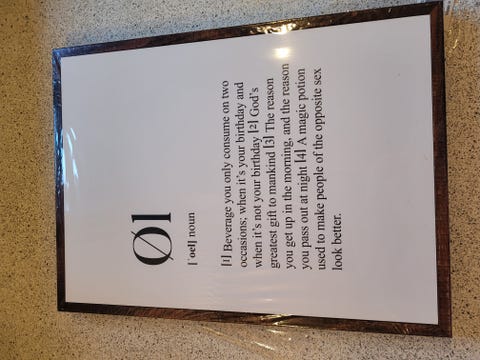 Øl
[ˈøel] noun
[1] Beverage you only consume on two
occasions; when it's your birthday and
when it's not your birthday [2] God's
greatest gift to mankind [3] The reason
you get up in the morning, and the reason
you pass out at night [4] A magic potion
used to make people of the opposite sex
look better.